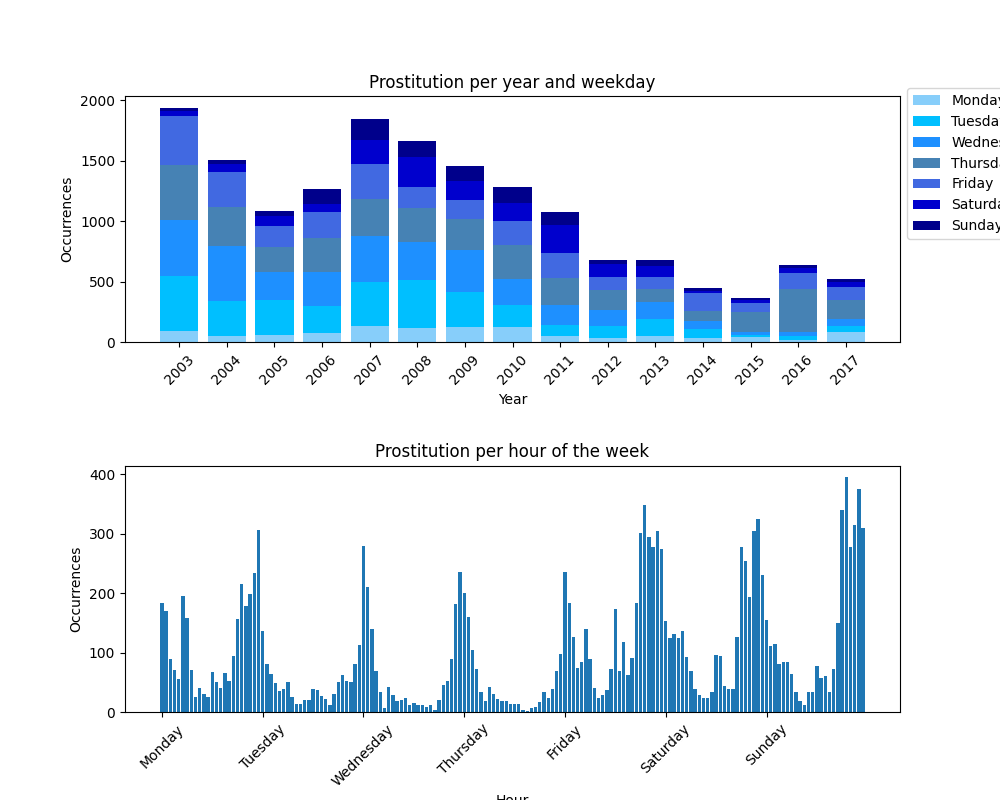 Prostitution per year and weekday
2000
1500
1000
500
0
Occurrences
Monday
Tuesda
Wednes
Thursd
Friday
Saturda
Sunday
2003 2004 2005 2006 2007 2008 2009 2010 2011 2012 2013 2014 2015 2016 2017
Year
Prostitution per hour of the week
400
300
200
100
0
Occurrences
Monday Tuesday Wednesday Thursday Friday Saturday Sunday
Hour